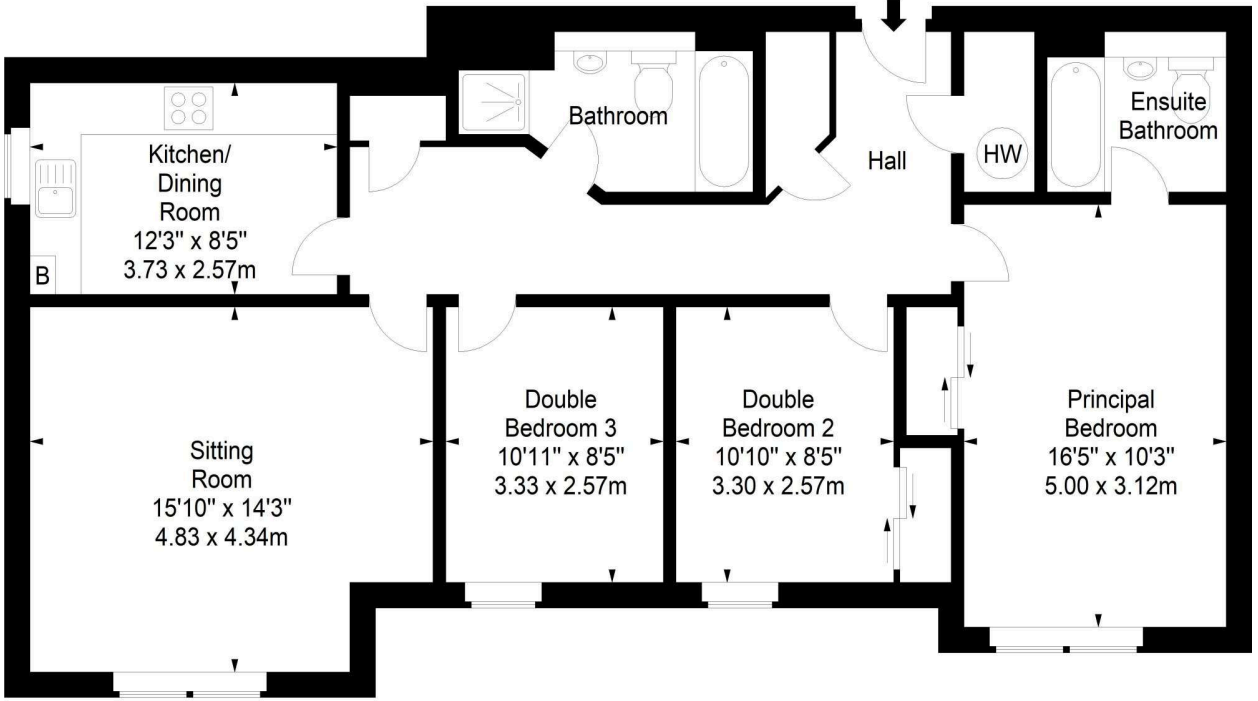 Kitchen/
Dining
Room
12'3" x 8'5"
3.73 x 2.57m
B
Bathroom
Hall
HW
Ensuite
Bathroom
Sitting
Room
15'10" x 14'3"
4.83 x 4.34m
Double
Bedroom 3
10'11" x 8'5"
3.33 x 2.57m
Double
Bedroom 2
10'10" x 8'5"
3.30 x 2.57m
Principal
Bedroom
16'5" x 10'3"
5.00 x 3.12m